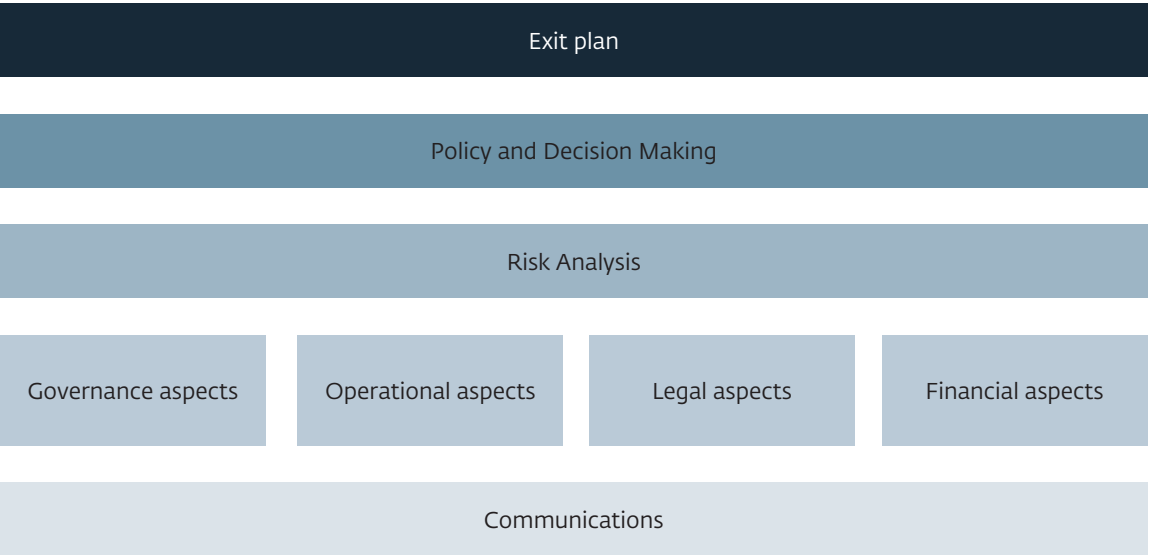 Exit plan
Policy and Decision Making
Risk Analysis
Governance aspects
Operational aspects
Legal aspects
Financial aspects
Communications